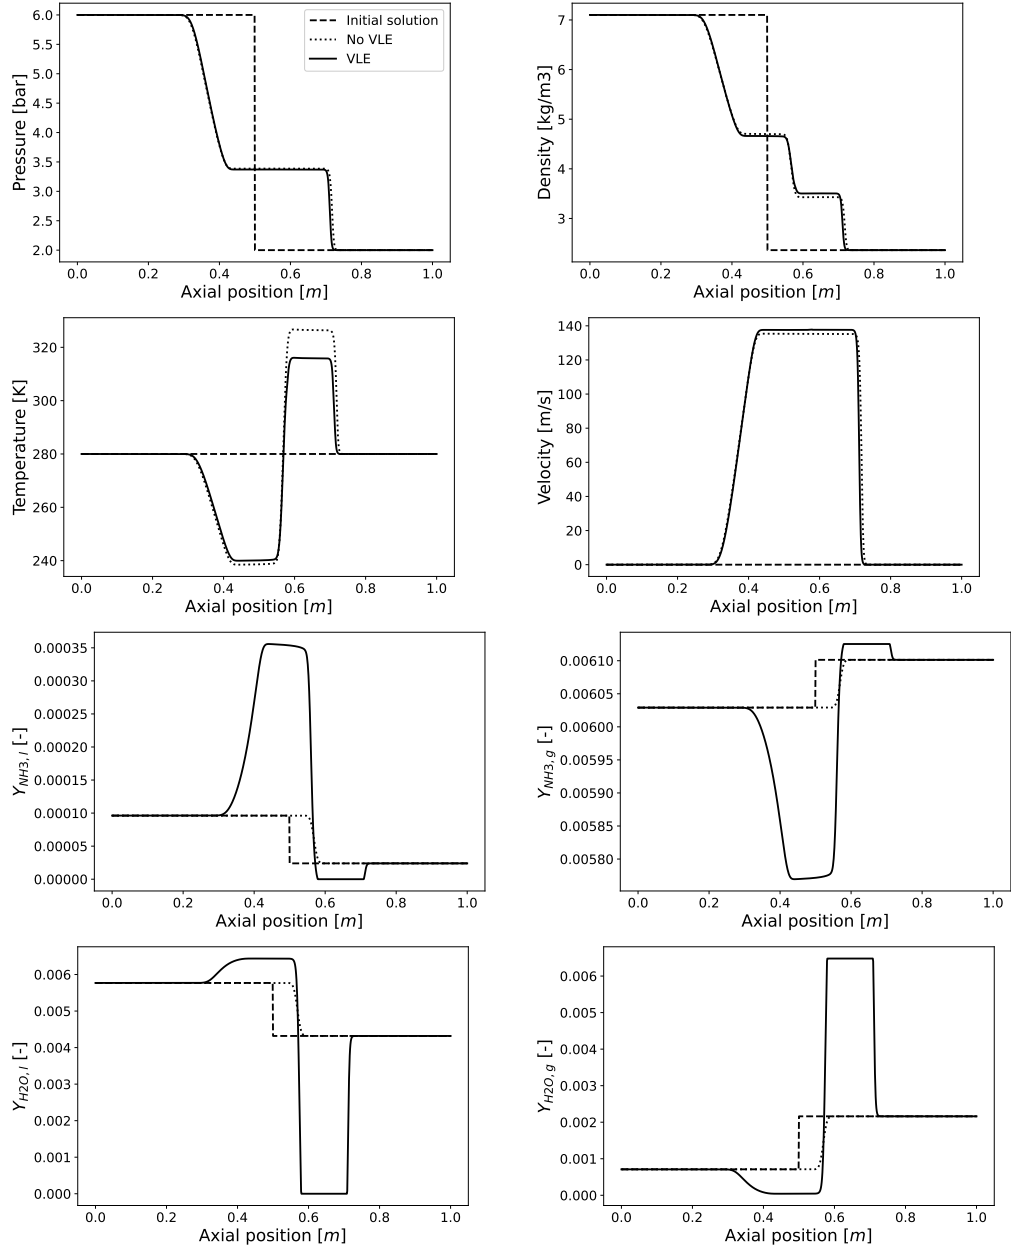 6.0
5.5
5.0
4.5
4.0
3.5
3.0
2.5
2.0
Pressure [bar]
Initial solution
No VLE
VLE
0.0 0.2 0.4 0.6 0.8 1.0
Axial position [m]
7
6
5
4
3
Density [kg/m3]
0.0 0.2 0.4 0.6 0.8 1.0
Axial position [m]
320
300
280
260
240
Temperature [K]
0.0 0.2 0.4 0.6 0.8 1.0
Axial position [m]
140
120
100
80
60
40
20
0
Velocity [m/s]
0.0 0.2 0.4 0.6 0.8 1.0
Axial position [m]
0.00035
0.00030
0.00025
0.00020
0.00015
0.00010
0.00005
0.00000
Y_{NH3,l} [-]
0.0 0.2 0.4 0.6 0.8 1.0
Axial position [m]
0.00610
0.00605
0.00600
0.00595
0.00590
0.00585
0.00580
Y_{NH3,g} [-]
0.0 0.2 0.4 0.6 0.8 1.0
Axial position [m]
0.006
0.005
0.004
0.003
0.002
0.001
0.000
Y_{H2O,l} [-]
0.0 0.2 0.4 0.6 0.8 1.0
Axial position [m]
0.006
0.005
0.004
0.003
0.002
0.001
0.000
Y_{H2O,g} [-]
0.0 0.2 0.4 0.6 0.8 1.0
Axial position [m]